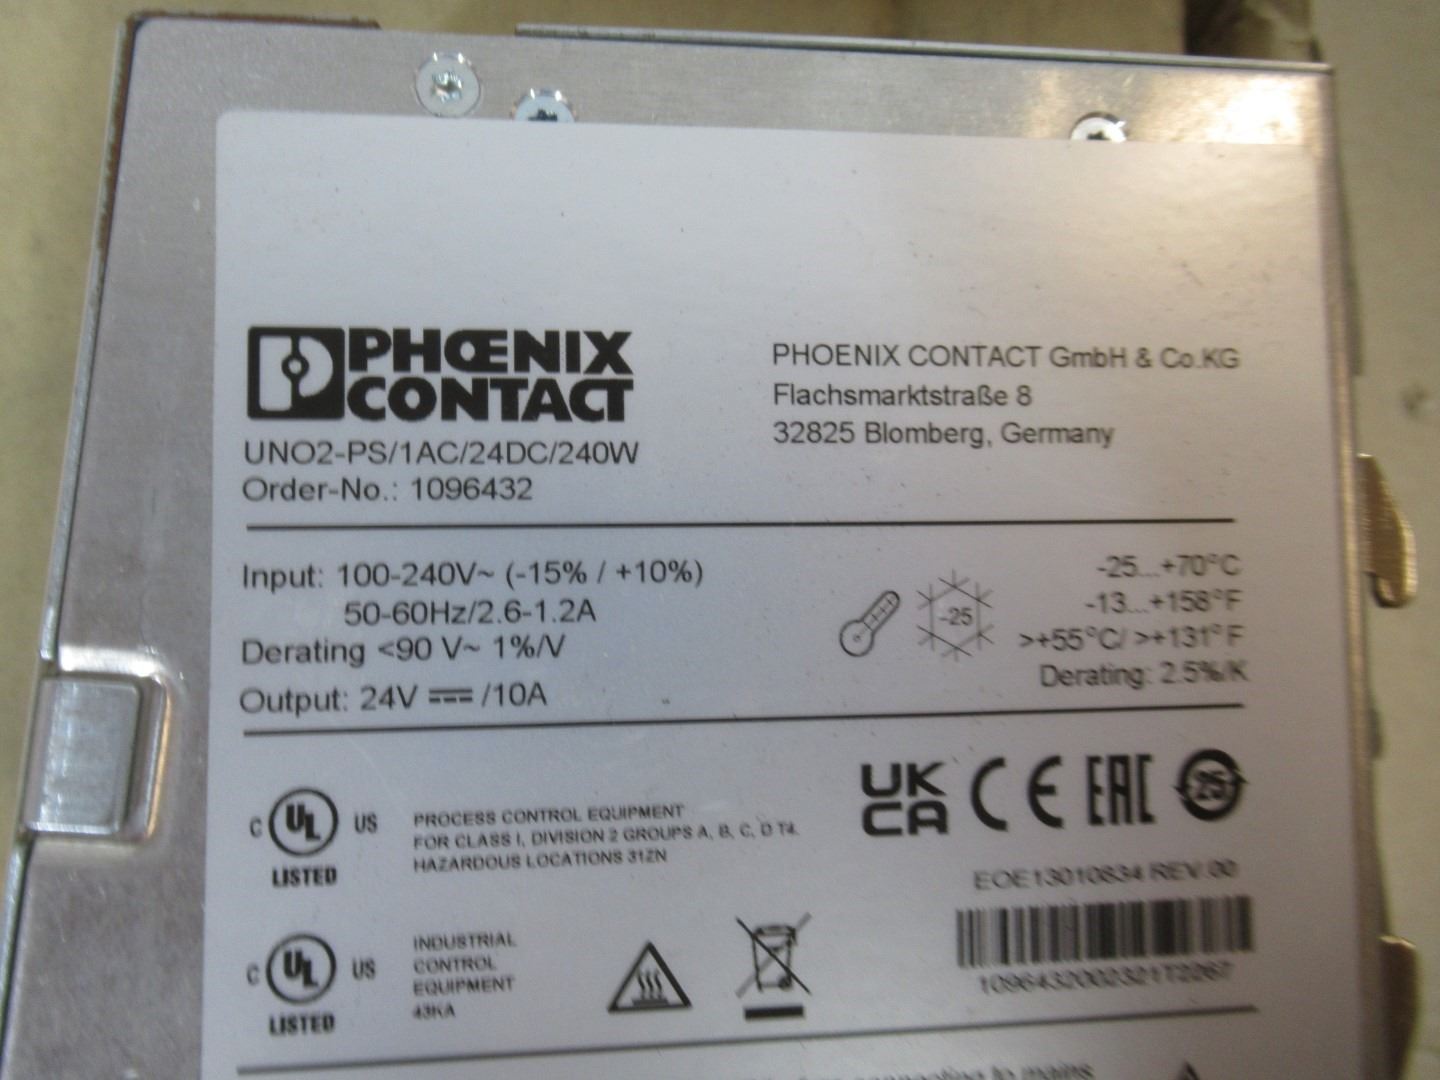 PHOENIX
CONTACT
UNO2-PS/1AC/24DC/240W
Order-No.: 1096432
PHOENIX CONTACT GmbH & Co.KG
Flachsmarktstraße 8
32825 Blomberg, Germany
Input: 100-240V~ (-15% / +10%)
50-60Hz/2.6-1.2A
Derating <90 V~ 1%/V
Output: 24V /10A
-25
-25...+70°C
-13...+158°F
>+55°C/ >+131°F
Derating: 2.5%/K
C UL US
LISTED
PROCESS CONTROL EQUIPMENT
FOR CLASS I, DIVISION 2 GROUPS A, B, C, D T4.
HAZARDOUS LOCATIONS 31ZN
UK
CA
CE
EAC
25
EOE13010834 REV.00
C UL US
LISTED
INDUSTRIAL
CONTROL
EQUIPMENT
43KA
connecting to mains